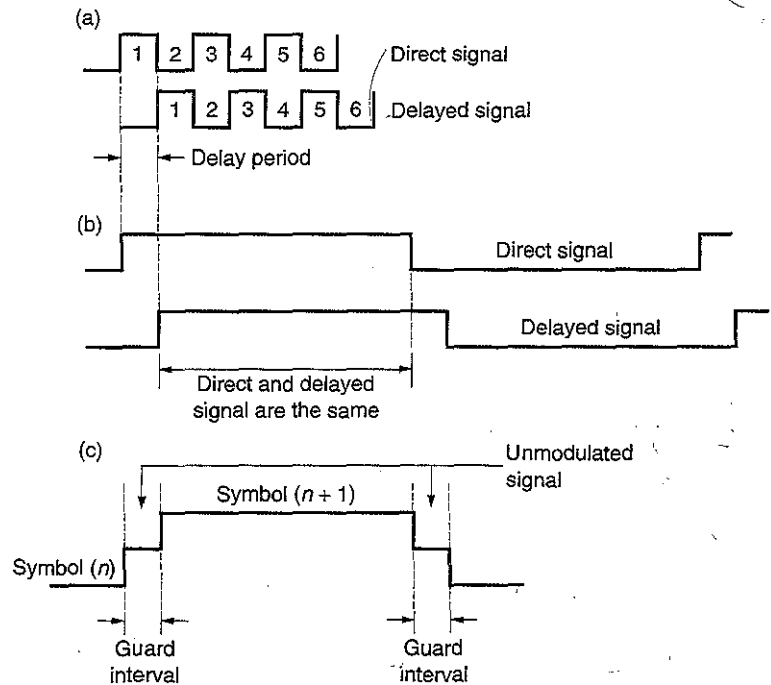 (a)
1 2 3 4 5 6
Direct signal
1 2 3 4 5 6
Delayed signal
Delay period
(b)
Direct signal
Delayed signal
Direct and delayed
signal are the same
(c)
Unmodulated
signal
Symbol (n + 1)
Symbol (n)
Guard
interval
Guard
interval